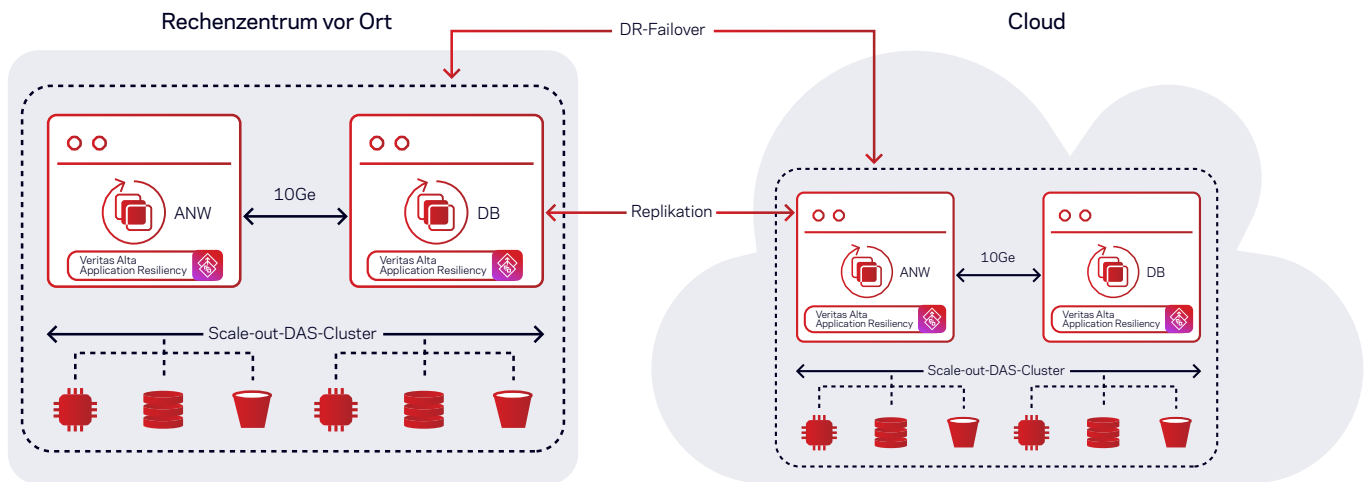 Rechenzentrum vor Ort
DR-Failover
Cloud
ANW
10Ge
DB
Veritas Alta
Application Resiliency
Veritas Alta
Application Resiliency
Replikation
ANW
10Ge
DB
Veritas Alta
Application Resiliency
Veritas Alta
Application Resiliency
Scale-out-DAS-Cluster
Scale-out-DAS-Cluster